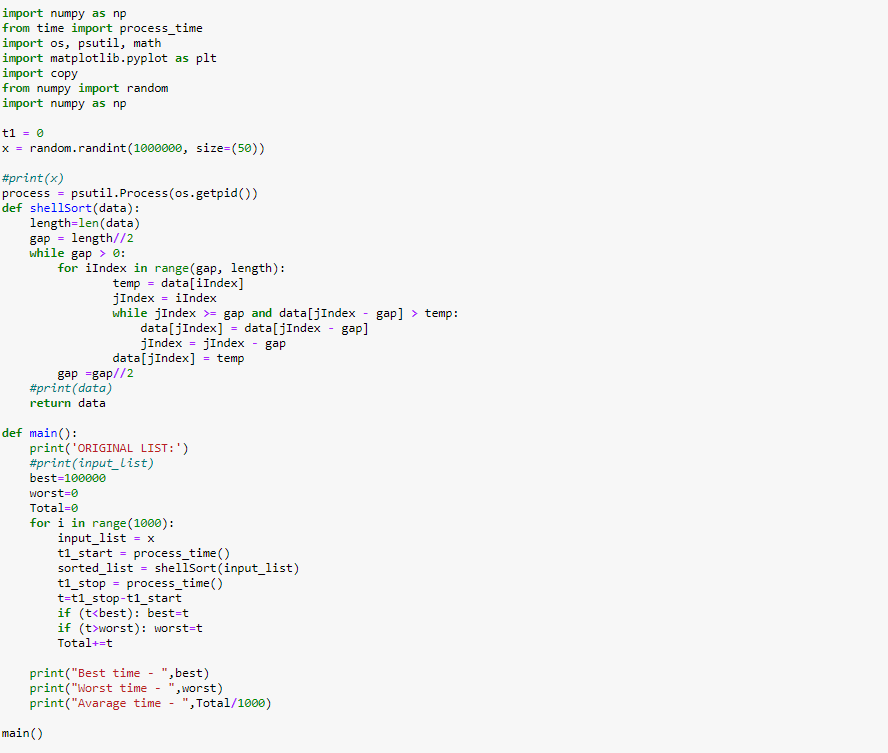 import numpy as np
from time import process_time
import os, psutil, math
import matplotlib.pyplot as plt
import copy
from numpy import random
import numpy as np

t1 = 0
x = random.randint(1000000, size=(50))

#print(x)
process = psutil.Process(os.getpid())
def shellSort(data):
    length=len(data)
    gap = length//2
    while gap > 0:
        for iIndex in range(gap, length):
                temp = data[iIndex]
                jIndex = iIndex
                while jIndex >= gap and data[jIndex - gap] > temp:
                    data[jIndex] = data[jIndex - gap]
                    jIndex = jIndex - gap
                data[jIndex] = temp
        gap =gap//2
    #print(data)
    return data

def main():
    print('ORIGINAL LIST:')
    #print(input_list)
    best=100000
    worst=0
    Total=0
    for i in range(1000):
        input_list = x
        t1_start = process_time()
        sorted_list = shellSort(input_list)
        t1_stop = process_time()
        t=t1_stop-t1_start
        if (t<best): best=t
        if (t>worst): worst=t
        Total+=t

    print("Best time - ",best)
    print("Worst time - ",worst)
    print("Avarage time - ",Total/1000)

main()